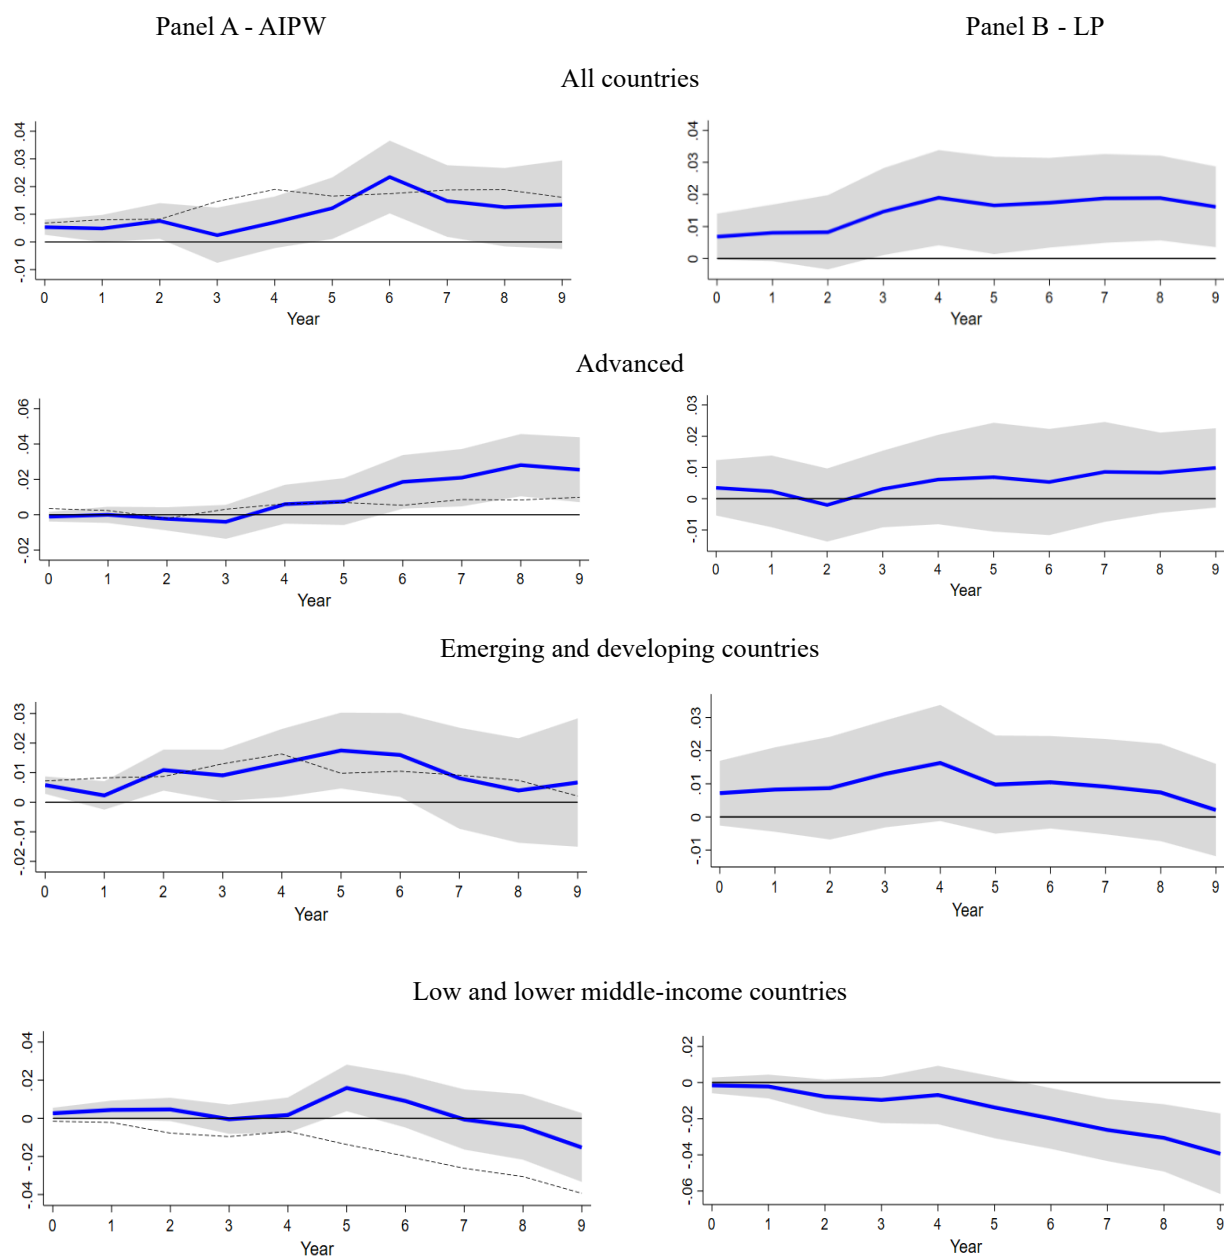 Panel A - AIPW
Panel B - LP
All countries
.04
.03
.02
.01
0
-.01
0 1 2 3 4 5 6 7 8 9
Year
.04
.03
.02
.01
0
0 1 2 3 4 5 6 7 8 9
Year
Advanced
.06
.04
.02
0
-.02
0 1 2 3 4 5 6 7 8 9
Year
.03
.02
.01
0
-.01
0 1 2 3 4 5 6 7 8 9
Year
Emerging and developing countries
.03
.02
.01
0
-.01
-.02
0 1 2 3 4 5 6 7 8 9
Year
.03
.02
.01
0
-.01
0 1 2 3 4 5 6 7 8 9
Year
Low and lower middle-income countries
.04
.02
0
-.02
-.04
0 1 2 3 4 5 6 7 8 9
Year
.02
0
-.02
-.04
-.06
0 1 2 3 4 5 6 7 8 9
Year